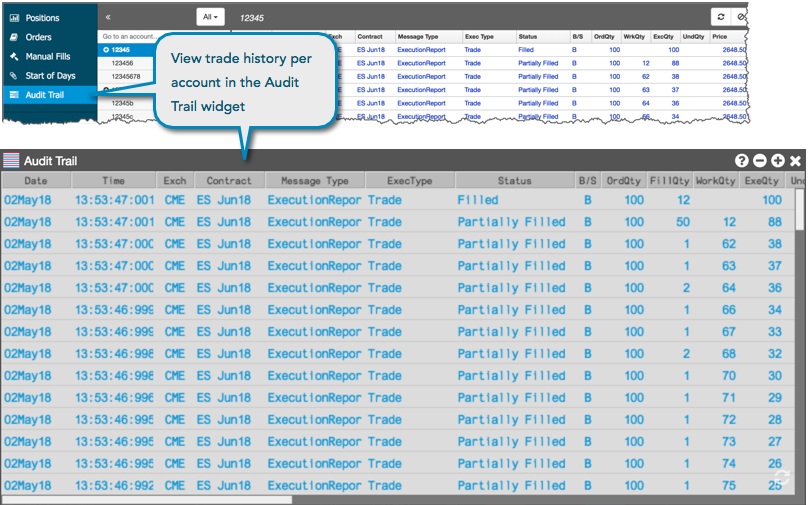 Positions « All 12345
Orders Go to an account... Exch Contract Message Type Exec Type Status B/S OrdQty WrkQty ExcQty UndQty Price
12345 ES Jun18 ExecutionReport Trade Filled B 100 100 2648.50
Manual Fills 123456 ES Jun18 ExecutionReport Trade Partially Filled B 100 12 88 2648.50
Start of Days 12345678 ES Jun18 ExecutionReport Trade Partially Filled B 100 62 38 2648.50
Audit Trail ES Jun18 ExecutionReport Trade Partially Filled B 100 63 37 2648.50
12345b ES Jun18 ExecutionReport Trade Partially Filled B 100 64 36 2648.50
12345c ES Jun18 ExecutionReport Trade Partially Filled B 100 66 34 2648.50
View trade history per
account in the Audit
Trail widget
Audit Trail
Date Time Exch Contract Message Type ExecType Status B/S OrdQty FillQty WorkQty ExeQty Und
02May18 13:53:47:001 CME ES Jun18 ExecutionRepor Trade Filled B 100 12 100
02May18 13:53:47:001 CME ES Jun18 ExecutionRepor Trade Partially Filled B 100 50 12 88
02May18 13:53:47:000 CME ES Jun18 ExecutionRepor Trade Partially Filled B 100 1 62 38
02May18 13:53:47:000 CME ES Jun18 ExecutionRepor Trade Partially Filled B 100 1 63 37
02May18 13:53:47:000 CME ES Jun18 ExecutionRepor Trade Partially Filled B 100 2 64 36
02May18 13:53:46:999 CME ES Jun18 ExecutionRepor Trade Partially Filled B 100 1 66 34
02May18 13:53:46:999 CME ES Jun18 ExecutionRepor Trade Partially Filled B 100 1 67 33
02May18 13:53:46:998 CME ES Jun18 ExecutionRepor Trade Partially Filled B 100 2 68 32
02May18 13:53:46:998 CME ES Jun18 ExecutionRepor Trade Partially Filled B 100 1 70 30
02May18 13:53:46:996 CME ES Jun18 ExecutionRepor Trade Partially Filled B 100 1 71 29
02May18 13:53:46:995 CME ES Jun18 ExecutionRepor Trade Partially Filled B 100 1 72 28
02May18 13:53:46:995 CME ES Jun18 ExecutionRepor Trade Partially Filled B 100 1 73 27
02May18 13:53:46:995 CME ES Jun18 ExecutionRepor Trade Partially Filled B 100 1 74 26
02May18 13:53:46:992 CME ES Jun18 ExecutionRepor Trade Partially Filled B 100 1 75 25